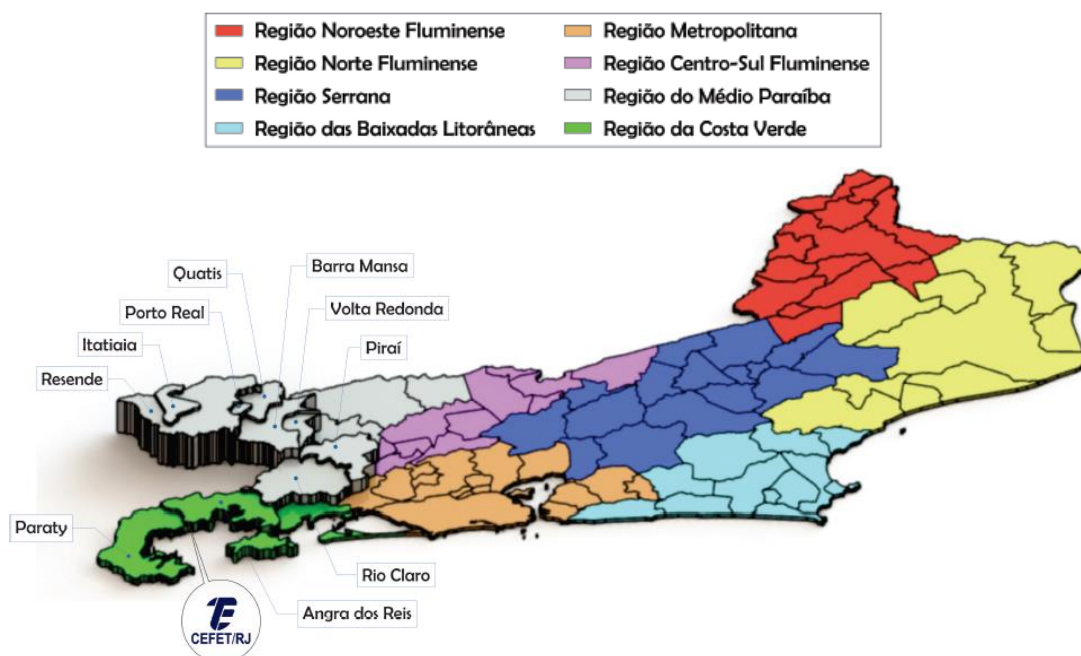 Região Noroeste Fluminense
Região Norte Fluminense
Região Serrana
Região das Baixadas Litorâneas
Região Metropolitana
Região Centro-Sul Fluminense
Região do Médio Paraíba
Região da Costa Verde
Quatis
Barra Mansa
Porto Real
Volta Redonda
Itatiaia
Piraí
Resende
Paraty
Rio Claro
Angra dos Reis
CEFET/RJ